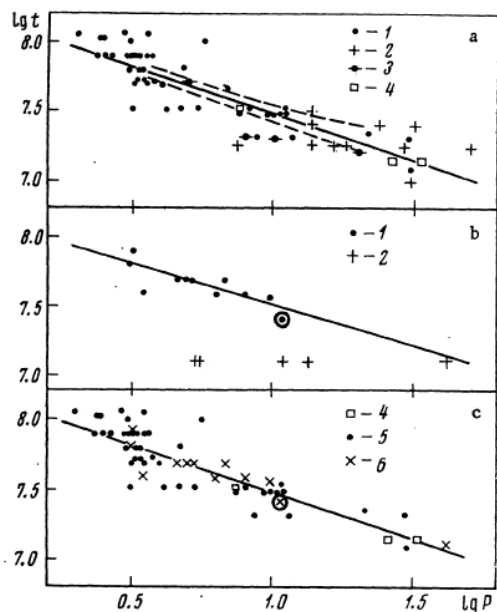 lg t
a
8.0
• – 1
+ – 2
–•– – 3
□ – 4
7.5
7.0
b
• – 1
+ – 2
8.0
7.5
7.0
c
□ – 4
• – 5
× – 6
8.0
7.5
7.0
0.5 1.0 1.5
lq P